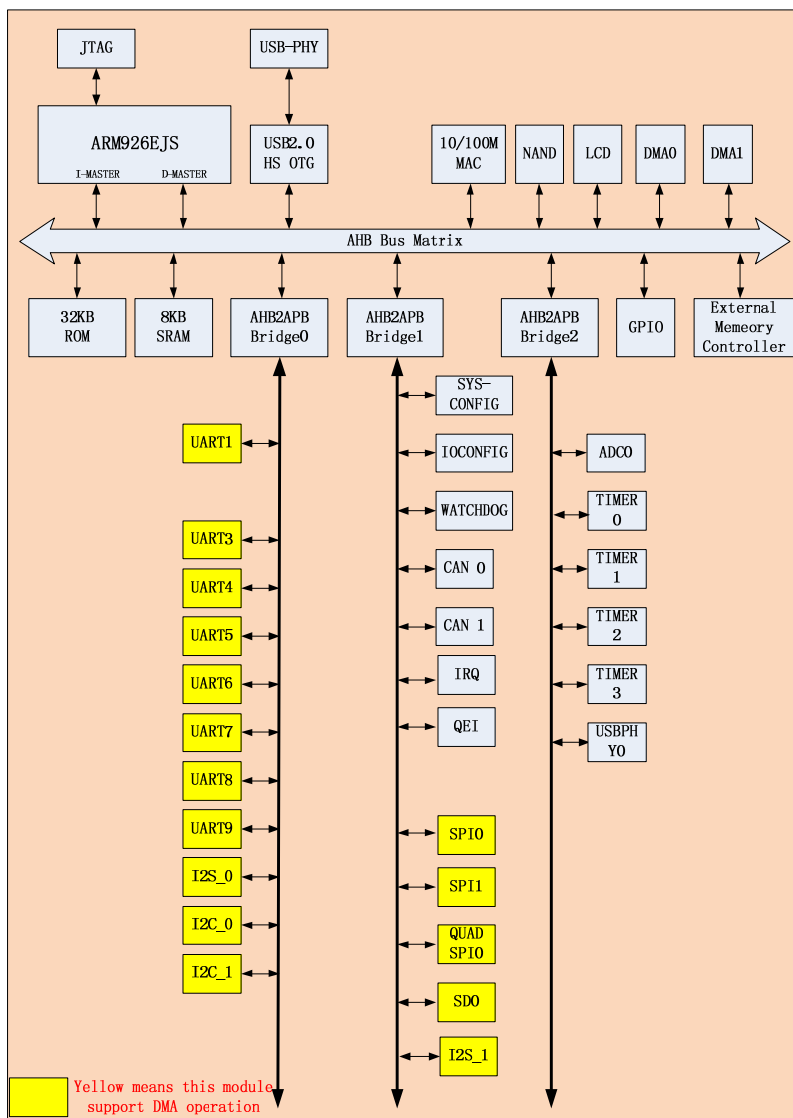 JTAG
USB-PHY
ARM926EJS
I-MASTER
D-MASTER
USB2.0
HS OTG
10/100M
MAC
NAND
LCD
DMA0
DMA1
AHB Bus Matrix
32KB
ROM
8KB
SRAM
AHB2APB
Bridge0
AHB2APB
Bridge1
AHB2APB
Bridge2
GPIO
External
Memeory
Controller
UART1
UART3
UART4
UART5
UART6
UART7
UART8
UART9
I2S_0
I2C_0
I2C_1
SYS-
CONFIG
IOCONFIG
WATCHDOG
CAN 0
CAN 1
IRQ
QEI
SPI0
SPI1
QUAD
SPI0
SD0
I2S_1
ADC0
TIMER
0
TIMER
1
TIMER
2
TIMER
3
USBPH
Y0
Yellow means this module
support DMA operation